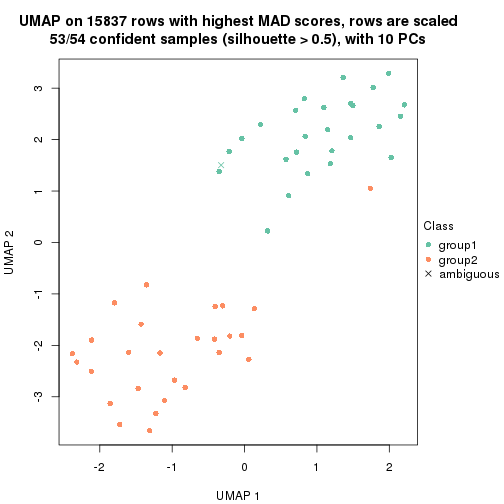 UMAP on 15837 rows with highest MAD scores, rows are scaled
53/54 confident samples (silhouette > 0.5), with 10 PCs
3
2
1
0
-1
-2
-3
UMAP 2
-2
-1
0
1
2
UMAP 1
Class
group1
group2
ambiguous